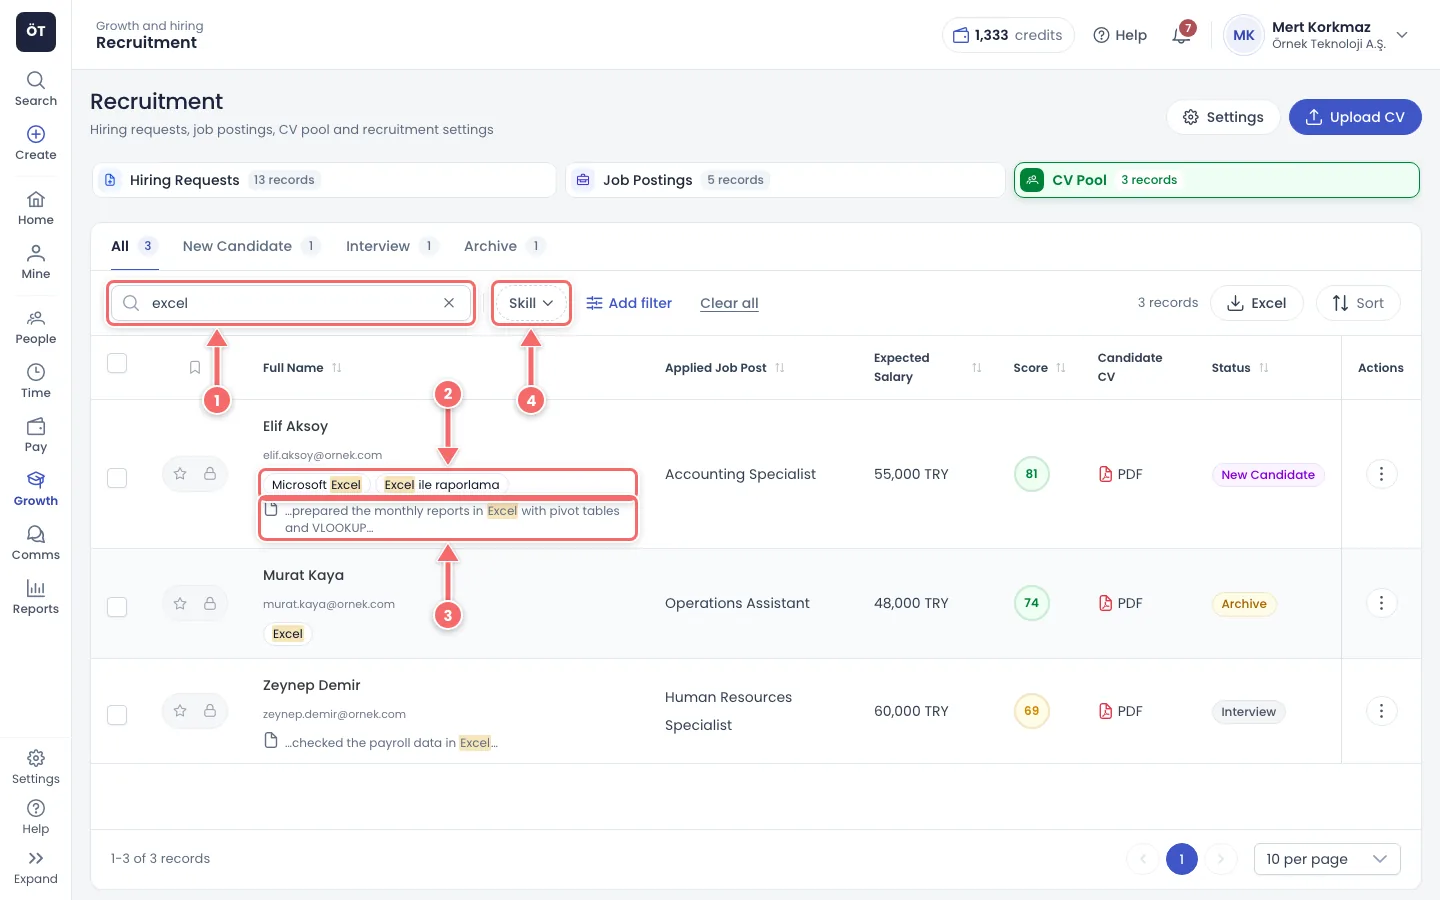 ÖT
Search
Create
Home
Mine
People
Time
Pay
Growth
Comms
Reports
Settings
Help
Expand
Growth and hiring
Recruitment
1,333 credits
Help
7
MK
Mert Korkmaz
Örnek Teknoloji A.Ş.
Recruitment
Hiring requests, job postings, CV pool and recruitment settings
Settings
Upload CV
Hiring Requests 13 records
Job Postings 5 records
CV Pool 3 records
All 3
New Candidate 1
Interview 1
Archive 1
excel
Skill
Add filter
Clear all
3 records
Excel
Sort
1
2
4
3
Full Name
Applied Job Post
Expected
Salary
Score
Candidate
CV
Status
Actions
Elif Aksoy
elif.aksoy@ornek.com
Microsoft Excel
Excel ile raporlama
...prepared the monthly reports in Excel with pivot tables
and VLOOKUP...
Accounting Specialist
55,000 TRY
81
PDF
New Candidate
Murat Kaya
murat.kaya@ornek.com
Excel
Operations Assistant
48,000 TRY
74
PDF
Archive
Zeynep Demir
zeynep.demir@ornek.com
...checked the payroll data in Excel...
Human Resources
Specialist
60,000 TRY
69
PDF
Interview
1-3 of 3 records
1
10 per page